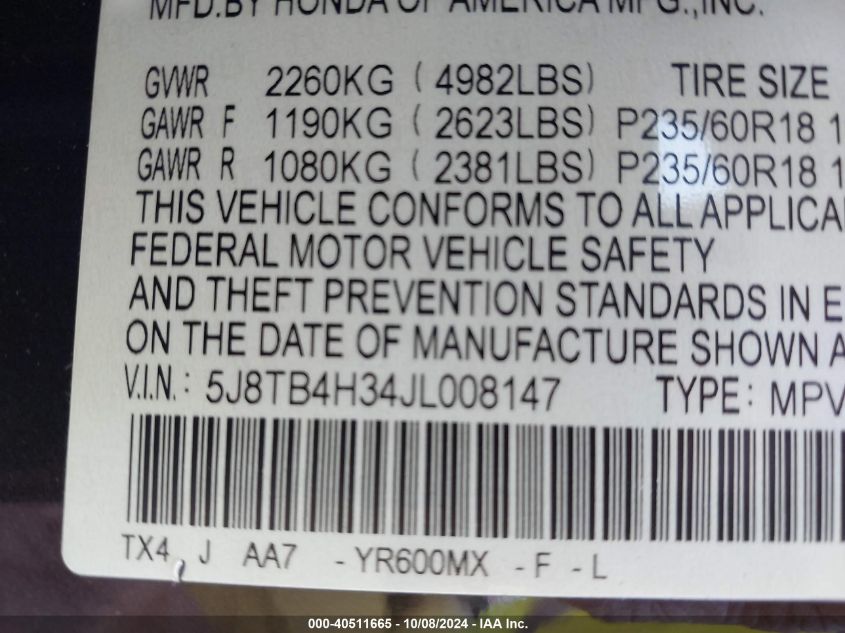 MFD.BY HONDA OF AMERICA MFG.,INC.
GVWR 2260KG ( 4982LBS) TIRE SIZE
GAWR F 1190KG ( 2623LBS) P235/60R18 1
GAWR R 1080KG ( 2381LBS) P235/60R18 1
THIS VEHICLE CONFORMS TO ALL APPLICA
FEDERAL MOTOR VEHICLE SAFETY
AND THEFT PREVENTION STANDARDS IN E
ON THE DATE OF MANUFACTURE SHOWN A
V.I.N.: 5J8TB4H34JL008147 TYPE: MPV
TX4 J AA7 -YR600MX -F -L
000-40511665 - 10/08/2024 - IAA Inc.